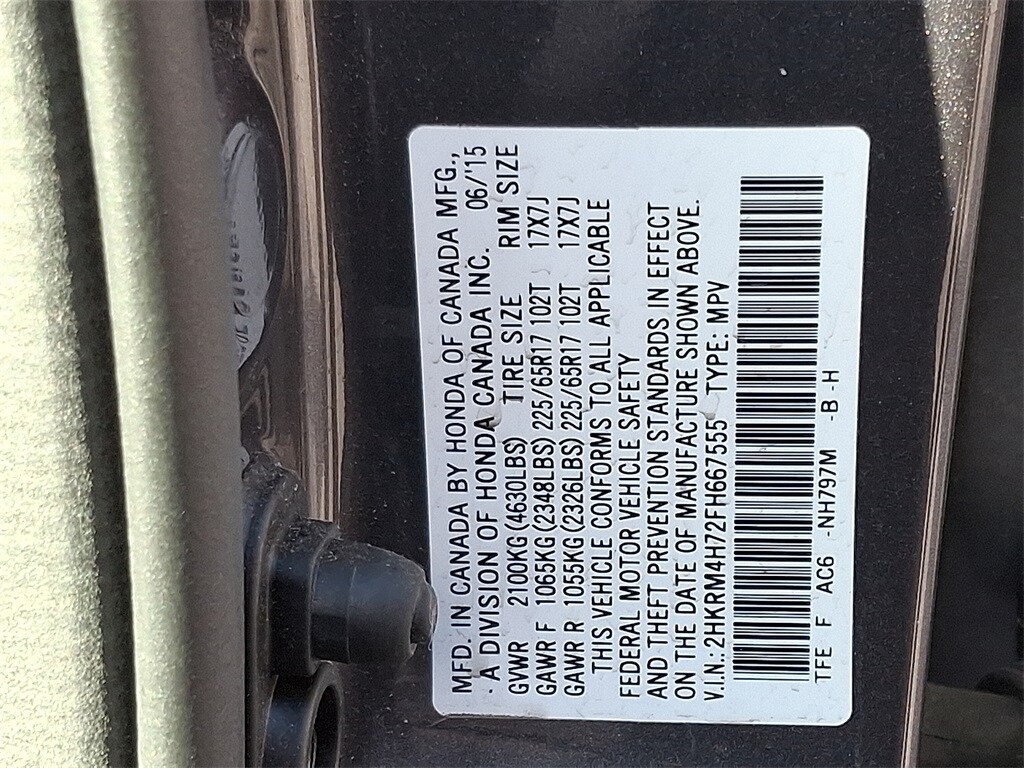 MFD. IN CANADA BY HONDA OF CANADA MFG.,
A DIVISION OF HONDA CANADA INC. 06/'15
GVWR 2100KG(4630LBS) TIRE SIZE RIM SIZE
GAWR F 1065KG(2348LBS) 225/65R17 102T 17X7J
GAWR R 1055KG(2326LBS) 225/65R17 102T 17X7J
THIS VEHICLE CONFORMS TO ALL APPLICABLE
FEDERAL MOTOR VEHICLE SAFETY
AND THEFT PREVENTION STANDARDS IN EFFECT
ON THE DATE OF MANUFACTURE SHOWN ABOVE.
V.I.N.: 2HKRM4H72FH667555 TYPE: MPV
TFE F AC6 -NH797M -B -H